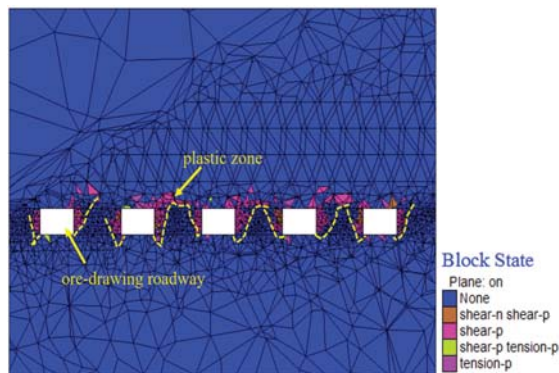 plastic zone
ore-drawing roadway
Block State
Plane: on
None
shear-n shear-p
shear-p
shear-p tension-p
tension-p